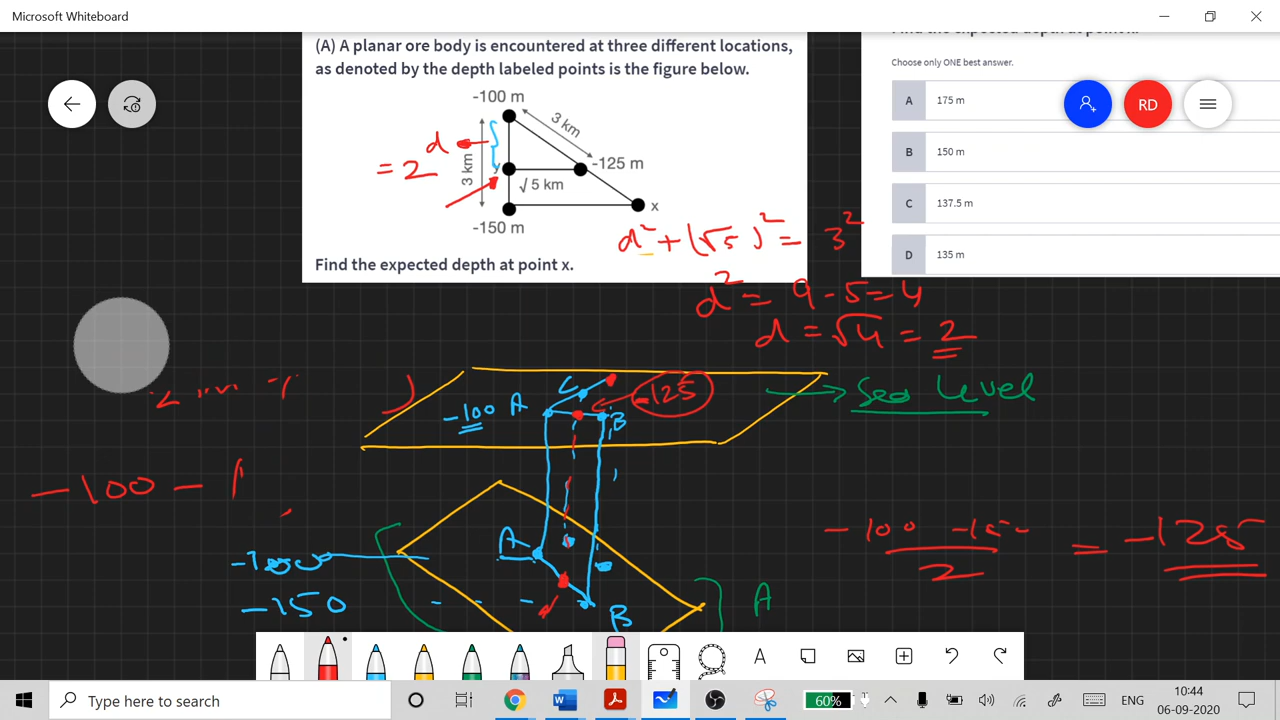 Microsoft Whiteboard
(A) A planar ore body is encountered at three different locations,
as denoted by the depth labeled points is the figure below.
-100 m
3 km
-125 m
3 km
√5 km
x
-150 m
Find the expected depth at point x.
= 2
d
Choose only ONE best answer.
A 175 m
B 150 m
C 137.5 m
D 135 m
RD
d² + (√5)² = 3²
d² = 9 - 5 = 4
d = √4 = 2
-100 A
C
B
-125
Sea Level
-100 -
A
-100
-150
B
A
-100 -150
2
= -125
A
Type here to search
60%
ENG
10:44
06-09-2020